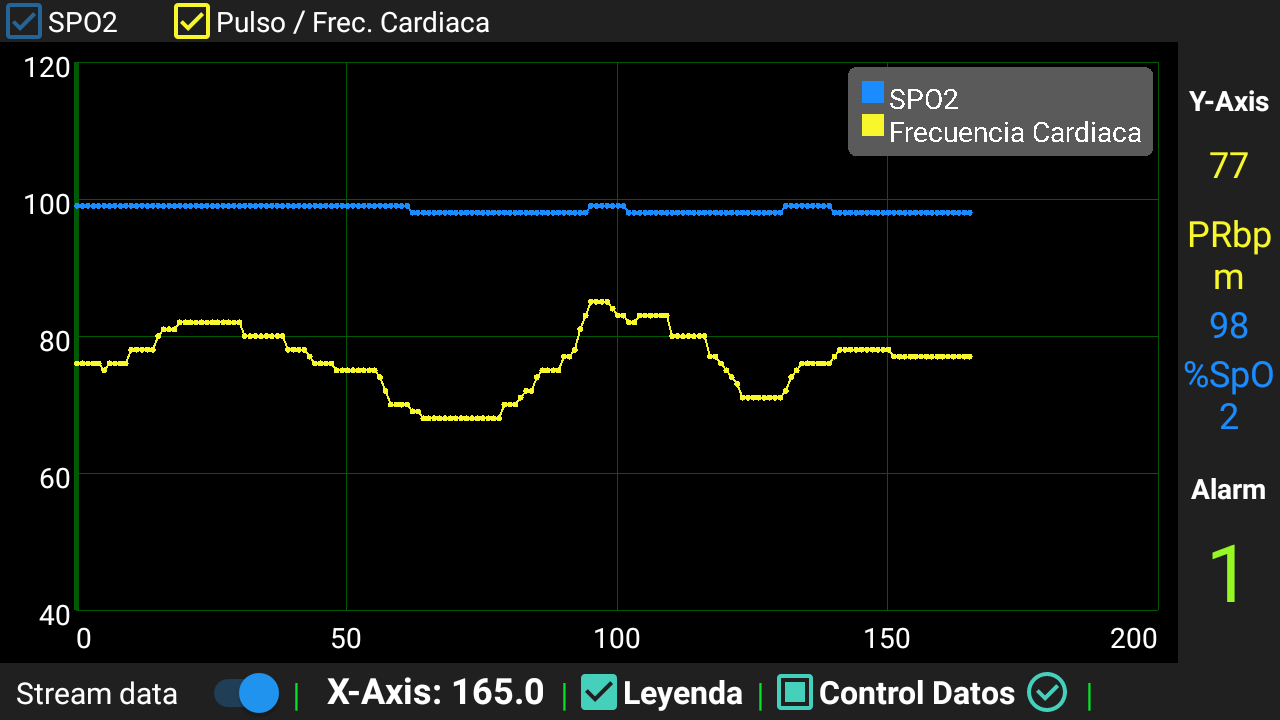 SPO2
Pulso / Frec. Cardiaca
120
100
80
60
40
0
50
100
150
200
SPO2
Frecuencia Cardiaca
Y-Axis
77
PRbp
m
98
%SpO
2
Alarm
1
Stream data | X-Axis: 165.0 | Leyenda | Control Datos |